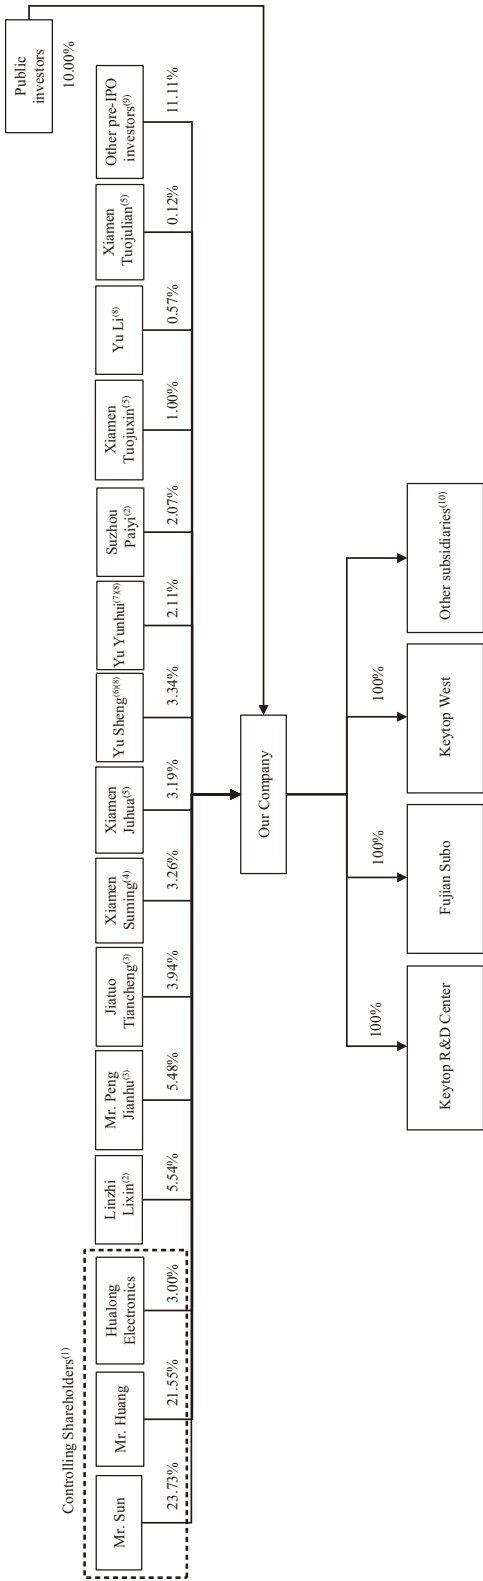 Controlling Shareholders(1)
Mr. Sun
23.73%
Mr. Huang
21.55%
Hualong
Electronics
3.00%
Linzhi
Lixin(2)
5.54%
Mr. Peng
Jianhu(3)
5.48%
Jiatuo
Tiancheng(3)
3.94%
Xiamen
Suming(4)
3.26%
Xiamen
Juhua(5)
3.19%
Yu Sheng(6)(8)
3.34%
Yu Yunhui(7)(8)
2.11%
Suzhou
Paiyi(2)
2.07%
Xiamen
Tuojuxin(5)
1.00%
Yu Li(8)
0.57%
Xiamen
Tuojulian(5)
0.12%
Other pre-IPO
investors(9)
11.11%
Public
investors
10.00%
Our Company
100%
Keytop R&D Center
100%
Fujian Subo
100%
Keytop West
Other subsidiaries(10)